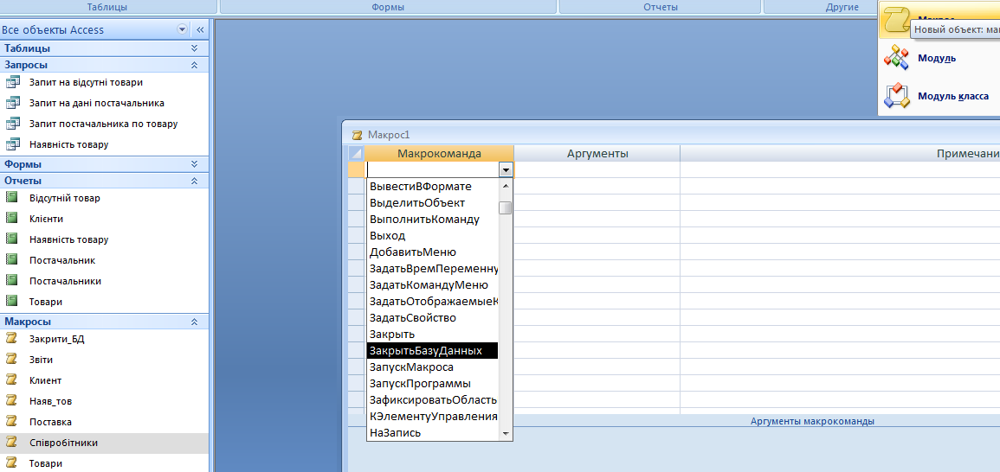 Таблицы
Формы
Отчеты
Другие
Все объекты Access
Таблицы
Запросы
Запит на відсутні товари
Запит на дані постачальника
Запит постачальника по товару
Наявність товару
Формы
Отчеты
Відсутній товар
Клієнти
Наявність товару
Постачальник
Постачальники
Товари
Макросы
Закрити_БД
Звіти
Клиент
Наяв_тов
Поставка
Співробітники
Товари
Новый объект: ма
Модуль
Модуль класса
Макрос1
Макрокоманда
Аргументы
Примечани
ВывестиВФормате
ВыделитьОбъект
ВыполнитьКоманду
Выход
ДобавитьМеню
ЗадатьВремПеременну
ЗадатьКомандуМеню
ЗадатьОтображаемыеК
ЗадатьСвойство
Закрыть
ЗакрытьБазуДанных
ЗапускМакроса
ЗапускПрограммы
ЗафиксироватьОбласть
КЭлементуУправления
НаЗапись
Аргументы макрокоманды